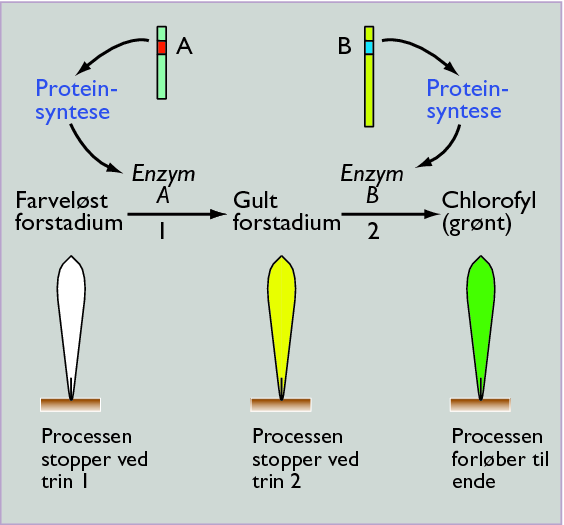 A
B
Protein-
syntese
Protein-
syntese
Enzym
A
Enzym
B
Farveløst
forstadium
1
Gult
forstadium
2
Chlorofyl
(grønt)
Processen
stopper ved
trin 1
Processen
stopper ved
trin 2
Processen
forløber til
ende